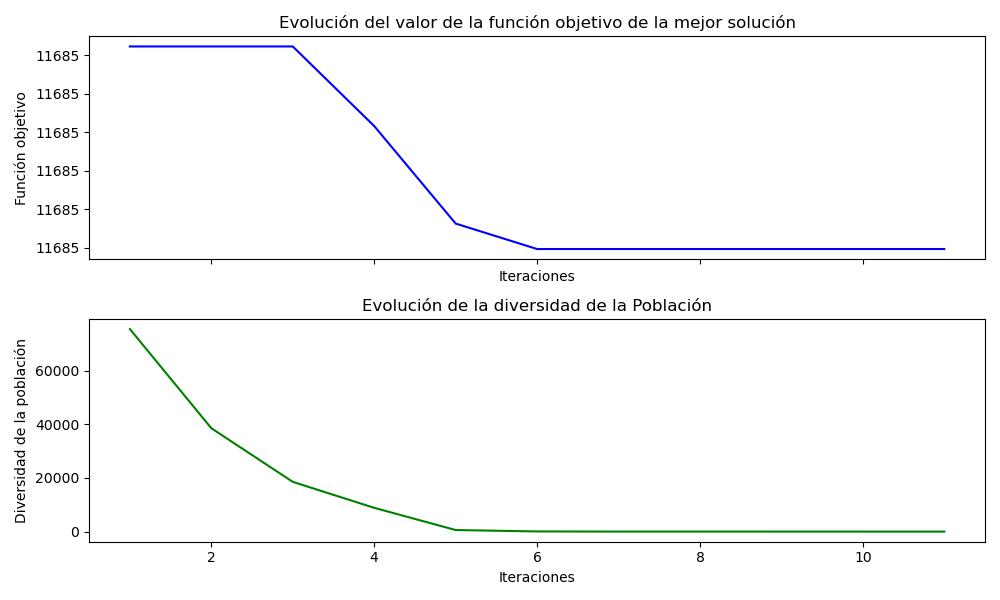 Evolución del valor de la función objetivo de la mejor solución
11685
11685
11685
11685
11685
11685
Función objetivo
Iteraciones
Evolución de la diversidad de la Población
60000
40000
20000
0
Diversidad de la población
2 4 6 8 10
Iteraciones